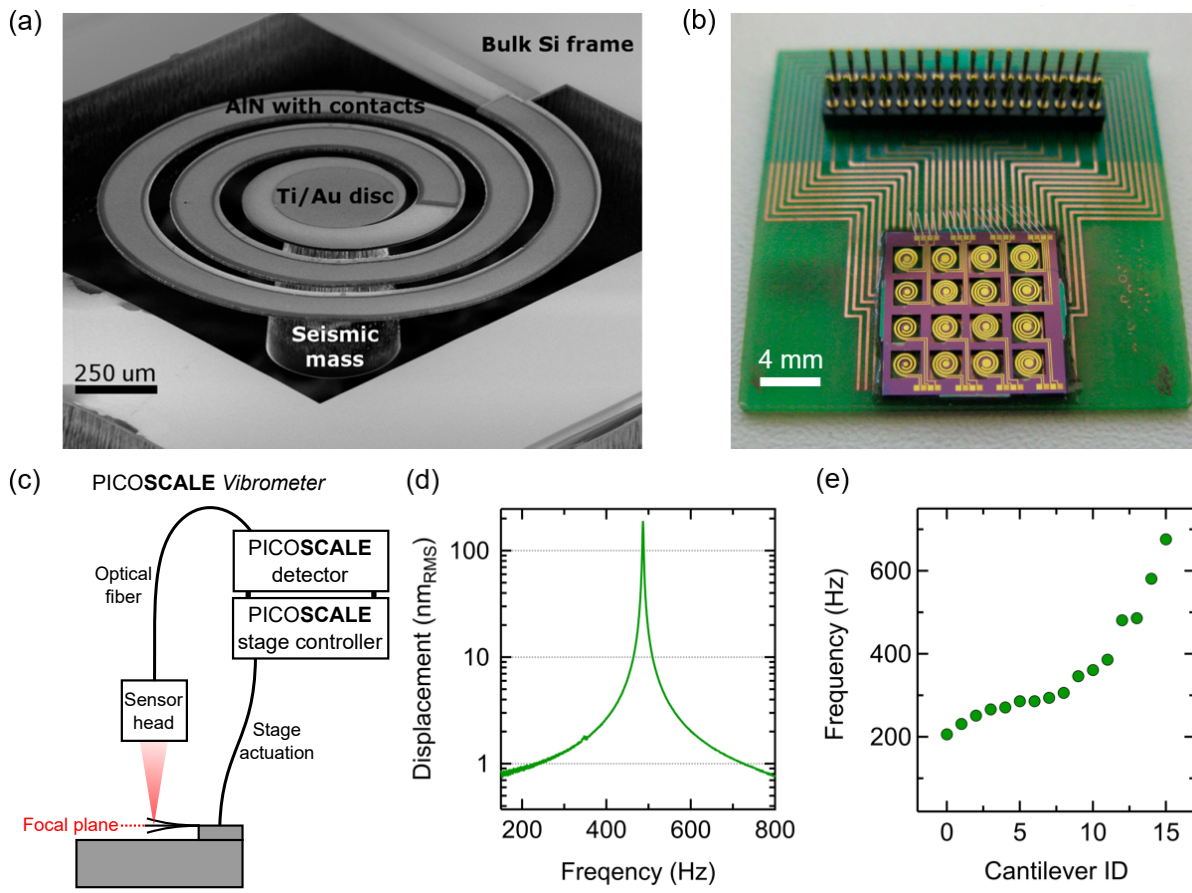 (a)
Bulk Si frame
AlN with contacts
Ti/Au disc
Seismic
mass
250 um
(b)
4 mm
(c)
PICOSCALE Vibrometer
PICOSCALE
detector
Optical
fiber
PICOSCALE
stage controller
Sensor
head
Stage
actuation
Focal plane
(d)
Displacement (nmRMS)
100
10
1
200
400
600
800
Freqency (Hz)
(e)
Frequency (Hz)
600
400
200
0
5
10
15
Cantilever ID